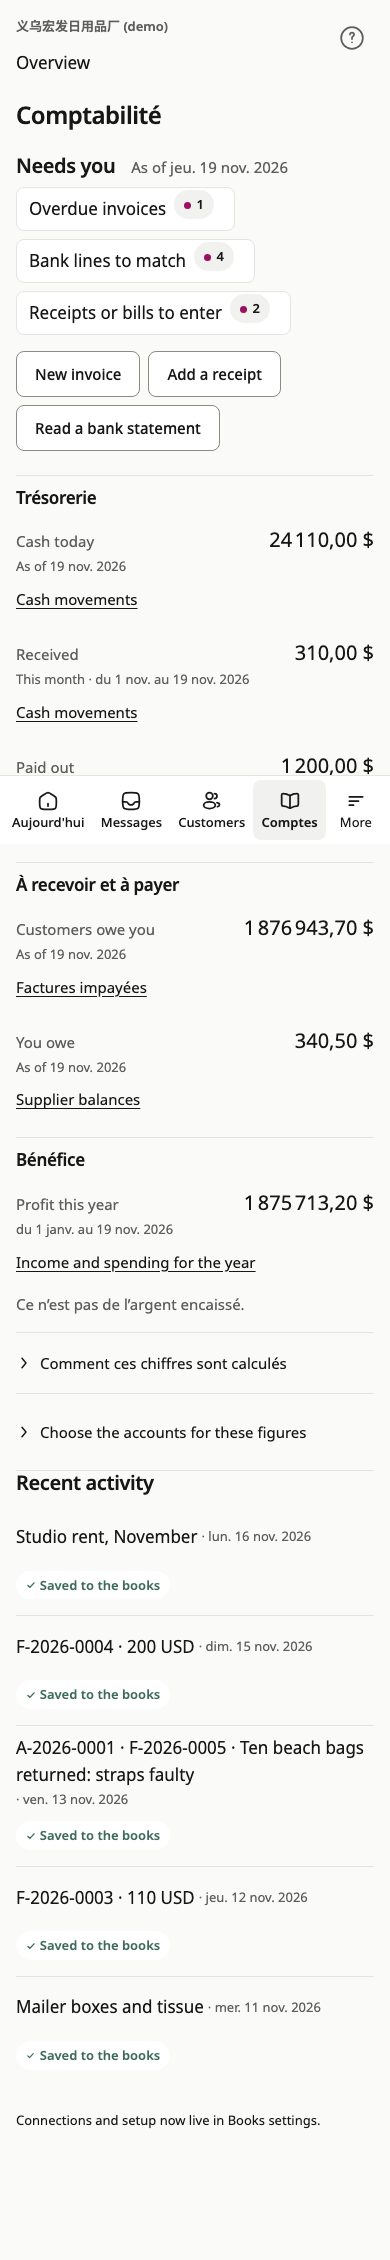 义乌宏发日用品厂 (demo)
Overview
Comptabilité
Needs you As of jeu. 19 nov. 2026
Overdue invoices 1
Bank lines to match 4
Receipts or bills to enter 2
New invoice Add a receipt
Read a bank statement
Trésorerie
Cash today 24 110,00 $
As of 19 nov. 2026
Cash movements
Received 310,00 $
This month · du 1 nov. au 19 nov. 2026
Cash movements
Paid out 1 200,00 $
Aujourd'hui Messages Customers Comptes More
À recevoir et à payer
Customers owe you 1 876 943,70 $
As of 19 nov. 2026
Factures impayées
You owe 340,50 $
As of 19 nov. 2026
Supplier balances
Bénéfice
Profit this year 1 875 713,20 $
du 1 janv. au 19 nov. 2026
Income and spending for the year
Ce n’est pas de l’argent encaissé.
Comment ces chiffres sont calculés
Choose the accounts for these figures
Recent activity
Studio rent, November · lun. 16 nov. 2026
Saved to the books
F-2026-0004 · 200 USD · dim. 15 nov. 2026
Saved to the books
A-2026-0001 · F-2026-0005 · Ten beach bags
returned: straps faulty
· ven. 13 nov. 2026
Saved to the books
F-2026-0003 · 110 USD · jeu. 12 nov. 2026
Saved to the books
Mailer boxes and tissue · mer. 11 nov. 2026
Saved to the books
Connections and setup now live in Books settings.